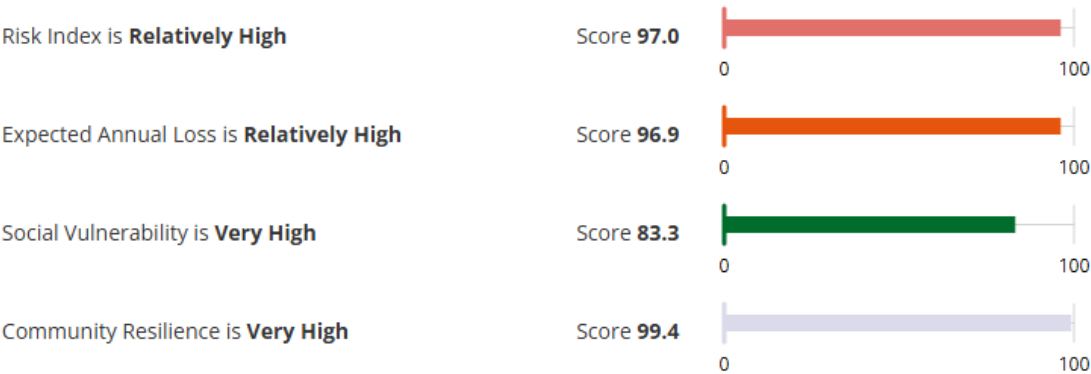 Risk Index is Relatively High Score 97.0
0 100
Expected Annual Loss is Relatively High Score 96.9
0 100
Social Vulnerability is Very High Score 83.3
0 100
Community Resilience is Very High Score 99.4
0 100